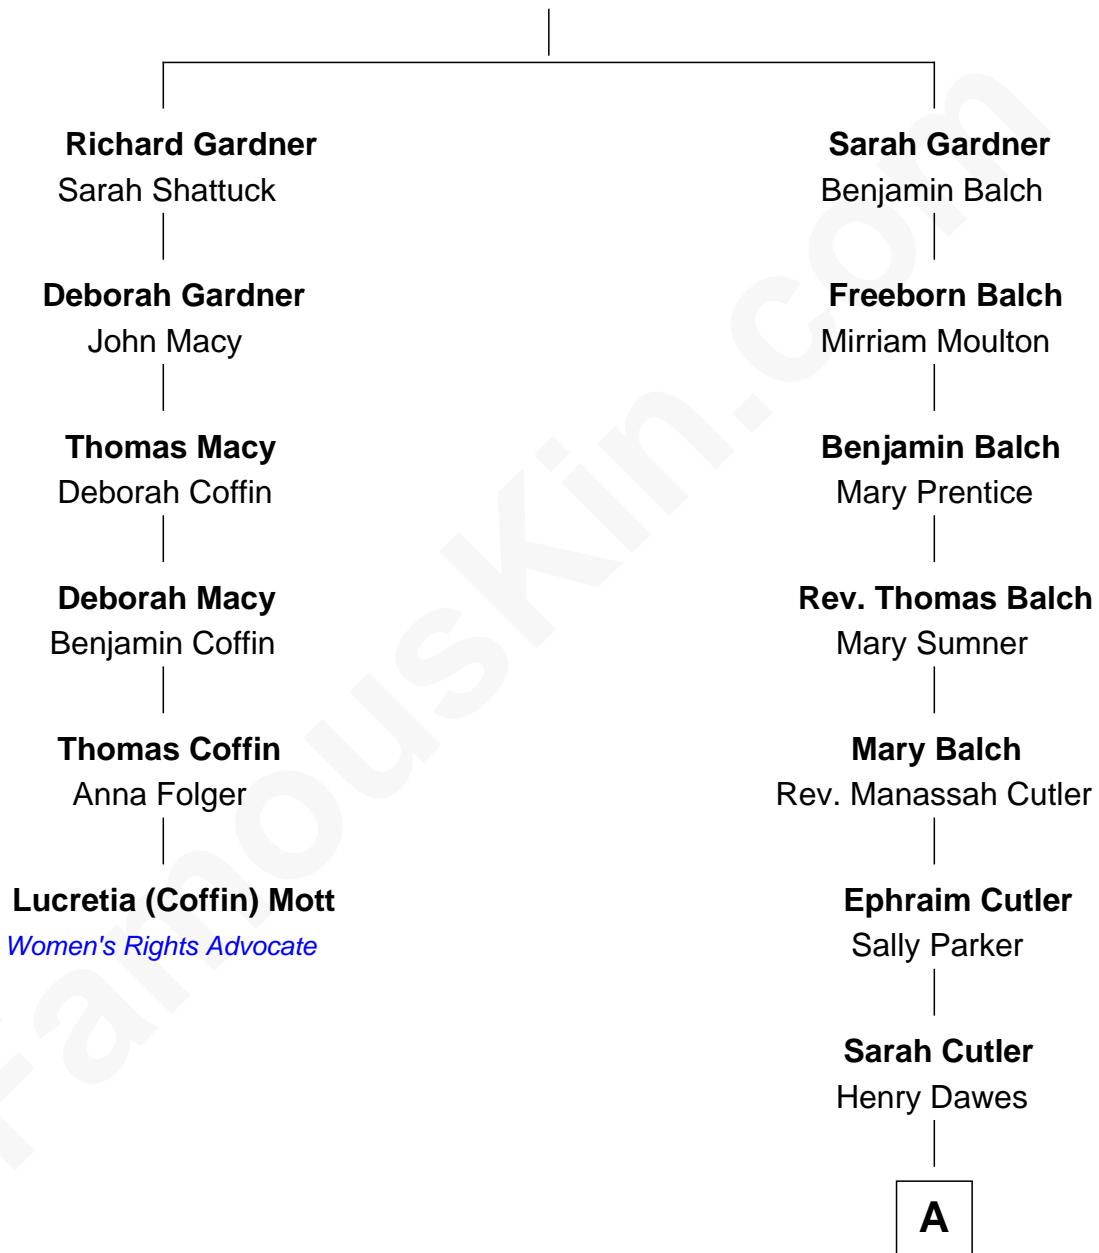 Richard Gardner
Sarah Shattuck
Deborah Gardner
John Macy
Thomas Macy
Deborah Coffin
Deborah Macy
Benjamin Coffin
Thomas Coffin
Anna Folger
Lucretia (Coffin) Mott
Women's Rights Advocate
Sarah Gardner
Benjamin Balch
Freeborn Balch
Mirriam Moulton
Benjamin Balch
Mary Prentice
Rev. Thomas Balch
Mary Sumner
Mary Balch
Rev. Manassah Cutler
Ephraim Cutler
Sally Parker
Sarah Cutler
Henry Dawes
A
FamousKin.com